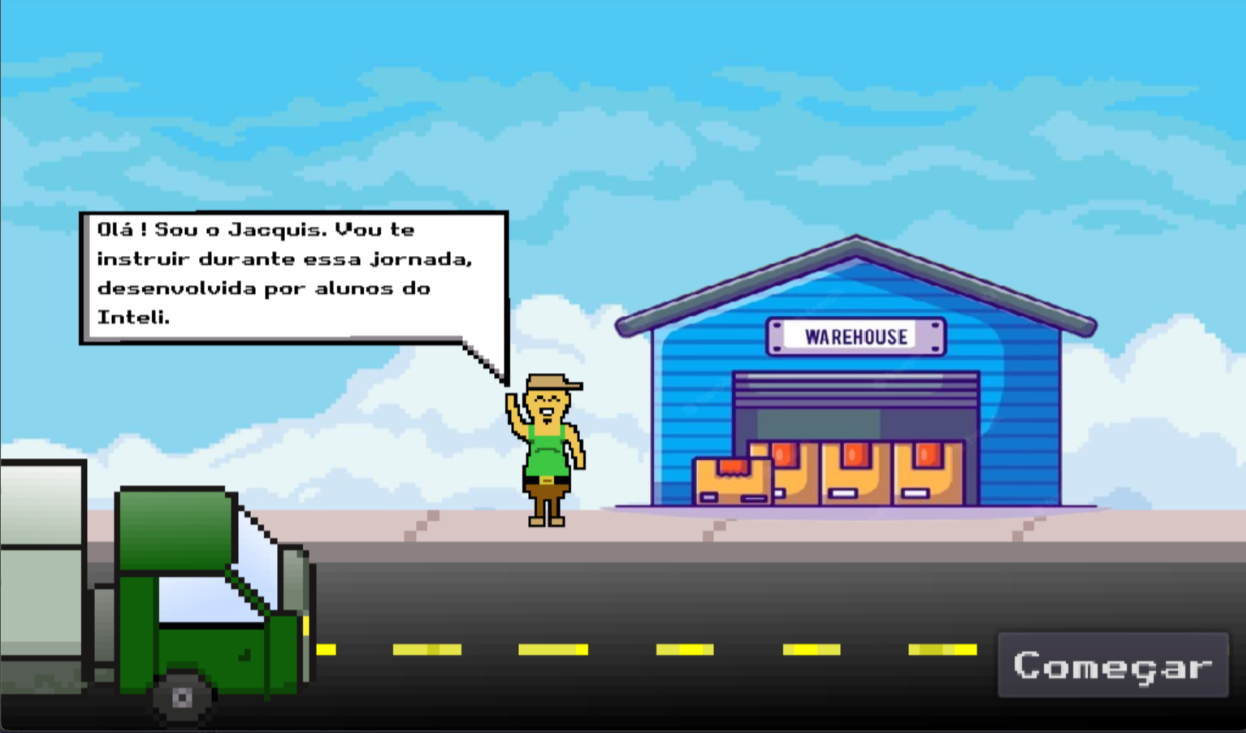 Olá! Sou o Jacquis. Vou te
instruir durante essa jornada,
desenvolvida por alunos do
Inteli.
WAREHOUSE
Começar